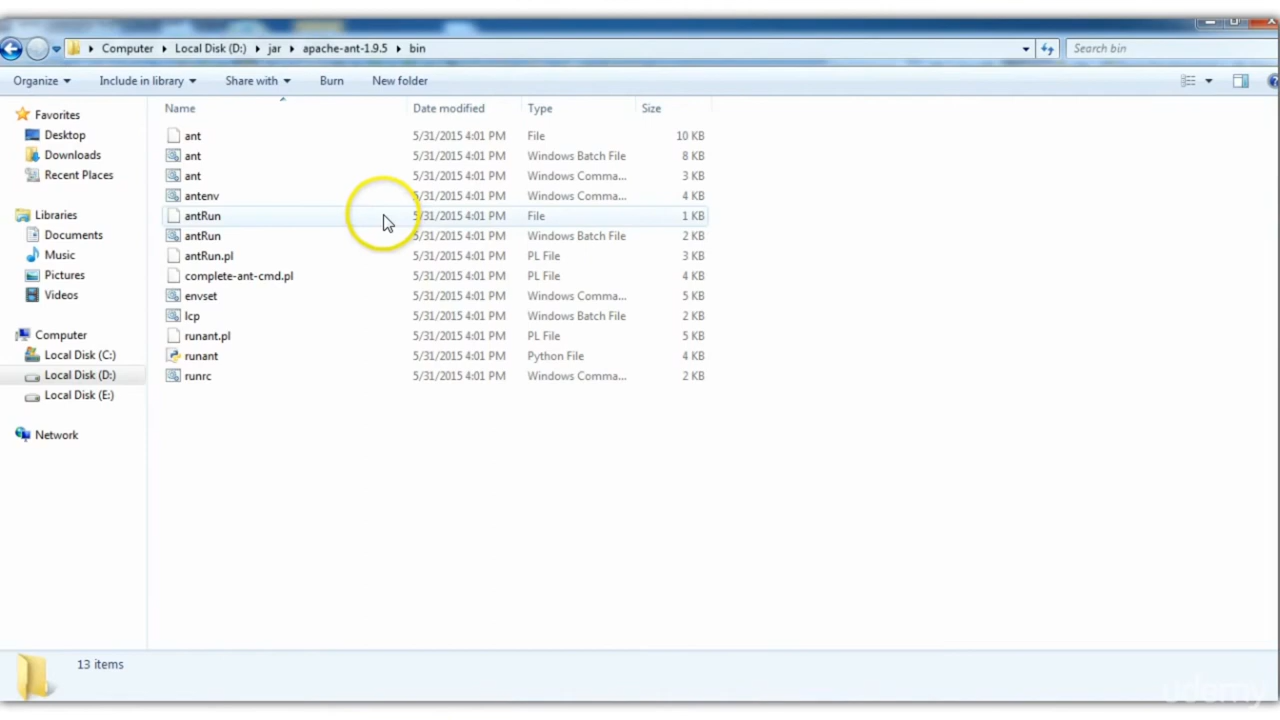 Computer Local Disk (D:) jar apache-ant-1.9.5 bin Search bin
Organize Include in library Share with Burn New folder
Favorites
Desktop
Downloads
Recent Places
Libraries
Documents
Music
Pictures
Videos
Computer
Local Disk (C:)
Local Disk (D:)
Local Disk (E:)
Network
Name Date modified Type Size
ant 5/31/2015 4:01 PM File 10 KB
ant 5/31/2015 4:01 PM Windows Batch File 8 KB
ant 5/31/2015 4:01 PM Windows Comma... 3 KB
antenv 5/31/2015 4:01 PM Windows Comma... 4 KB
antRun 5/31/2015 4:01 PM File 1 KB
antRun 5/31/2015 4:01 PM Windows Batch File 2 KB
antRun.pl 5/31/2015 4:01 PM PL File 3 KB
complete-ant-cmd.pl 5/31/2015 4:01 PM PL File 4 KB
envset 5/31/2015 4:01 PM Windows Comma... 5 KB
lcp 5/31/2015 4:01 PM Windows Batch File 2 KB
runant.pl 5/31/2015 4:01 PM PL File 5 KB
runant 5/31/2015 4:01 PM Python File 4 KB
runrc 5/31/2015 4:01 PM Windows Comma... 2 KB
13 items
udemy